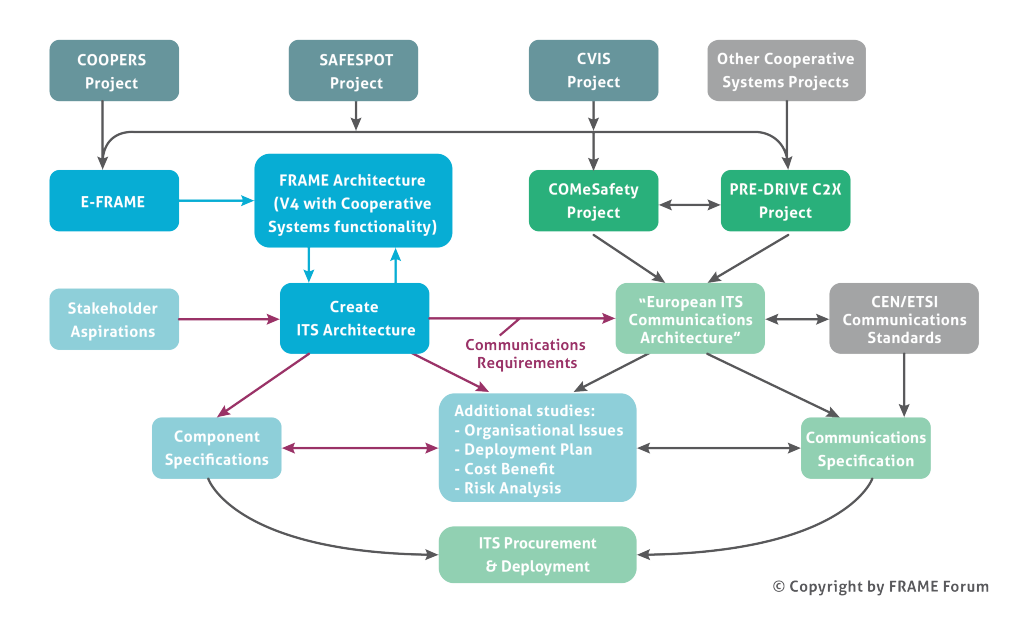 COOPERS
Project
SAFESPOT
Project
CVIS
Project
Other Cooperative
Systems Projects
E-FRAME
FRAME Architecture
(V4 with Cooperative
Systems functionality)
COMeSafety
Project
PRE-DRIVE C2X
Project
Stakeholder
Aspirations
Create
ITS Architecture
Communications
Requirements
“European ITS
Communications
Architecture”
CEN/ETSI
Communications
Standards
Component
Specifications
Additional studies:
- Organisational Issues
- Deployment Plan
- Cost Benefit
- Risk Analysis
Communications
Specification
ITS Procurement
& Deployment
© Copyright by FRAME Forum